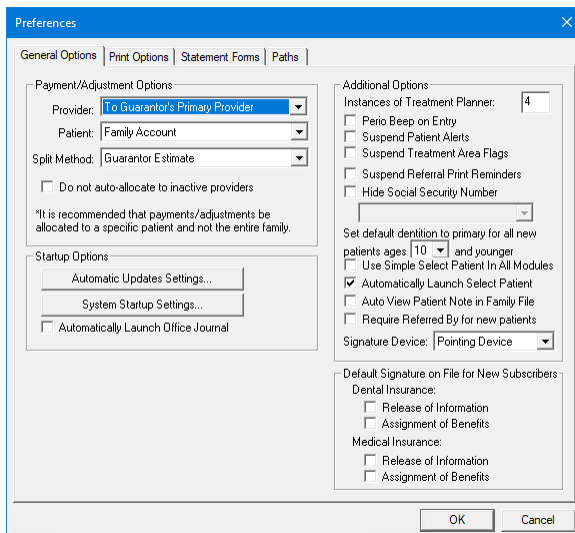 Preferences
General Options
Print Options
Statement Forms
Paths
Payment/Adjustment Options
Provider: To Guarantor's Primary Provider
Patient: Family Account
Split Method: Guarantor Estimate
Do not auto-allocate to inactive providers
*It is recommended that payments/adjustments be
allocated to a specific patient and not the entire family.
Startup Options
Automatic Updates Settings...
System Startup Settings...
Automatically Launch Office Journal
Additional Options
Instances of Treatment Planner: 4
Perio Beep on Entry
Suspend Patient Alerts
Suspend Treatment Area Flags
Suspend Referral Print Reminders
Hide Social Security Number
Set default dentition to primary for all new
patients ages 10 and younger
Use Simple Select Patient In All Modules
Automatically Launch Select Patient
Auto View Patient Note in Family File
Require Referred By for new patients
Signature Device: Pointing Device
Default Signature on File for New Subscribers
Dental Insurance:
Release of Information
Assignment of Benefits
Medical Insurance:
Release of Information
Assignment of Benefits
OK
Cancel